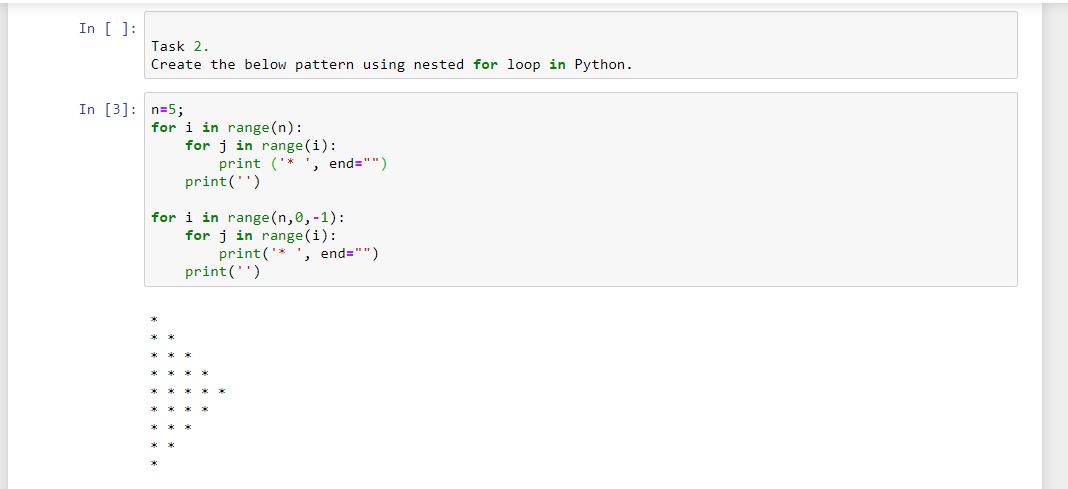 In [ ]:
Task 2.
Create the below pattern using nested for loop in Python.
In [3]: n=5;
for i in range(n):
    for j in range(i):
        print ('* ', end="")
    print('')

for i in range(n,0,-1):
    for j in range(i):
        print('* ', end="")
    print('')

*
* *
* * *
* * * *
* * * * *
* * * *
* * *
* *
*